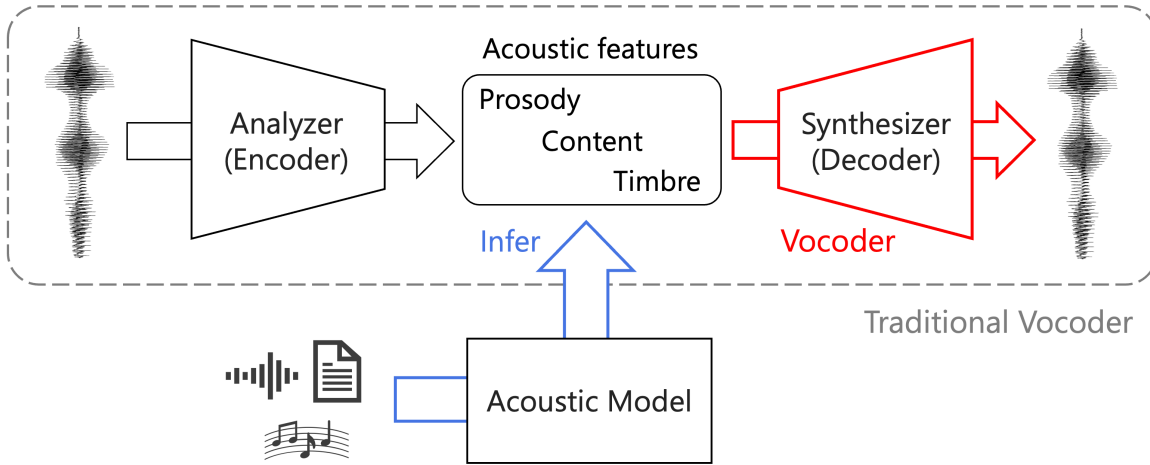 Acoustic features
Analyzer
(Encoder)
Prosody
Content
Timbre
Synthesizer
(Decoder)
Infer
Vocoder
Traditional Vocoder
Acoustic Model